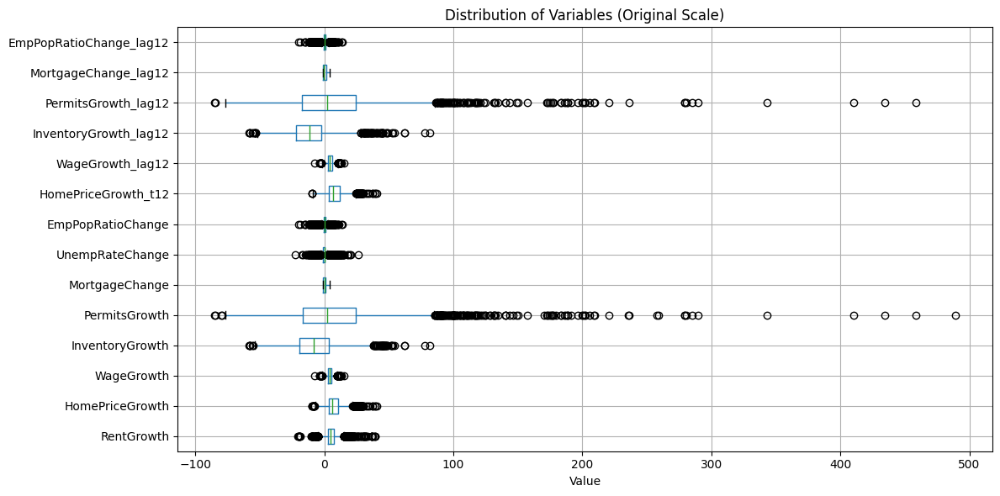 Distribution of Variables (Original Scale)
EmpPopRatioChange_lag12
MortgageChange_lag12
PermitsGrowth_lag12
InventoryGrowth_lag12
WageGrowth_lag12
HomePriceGrowth_t12
EmpPopRatioChange
UnempRateChange
MortgageChange
PermitsGrowth
InventoryGrowth
WageGrowth
HomePriceGrowth
RentGrowth
−100 0 100 200 300 400 500
Value